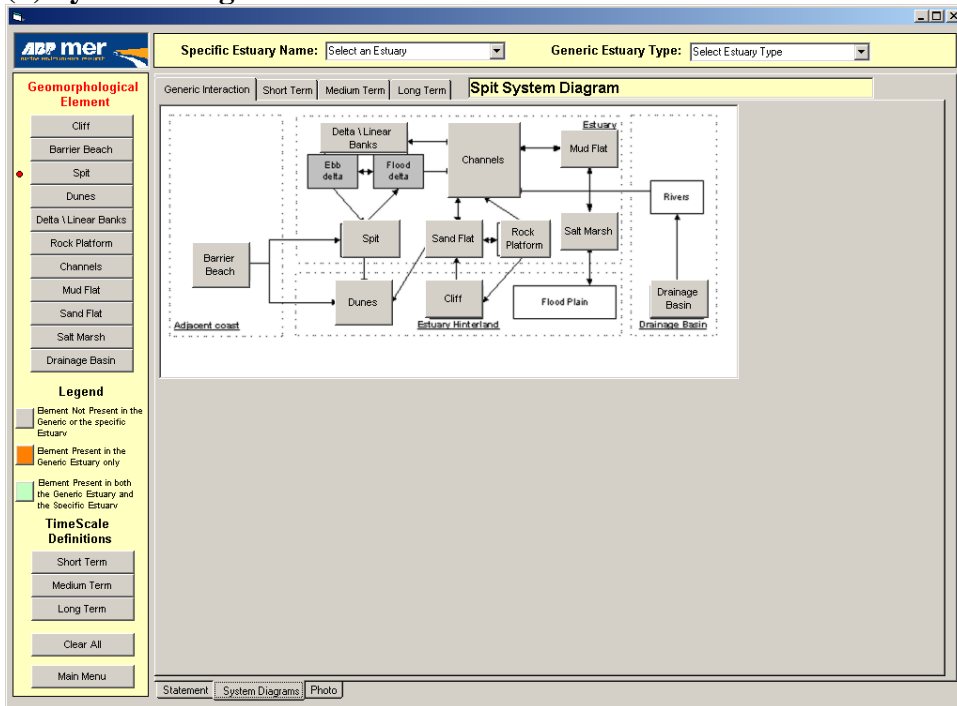 ABP mer
Specific Estuary Name: Select an Estuary Generic Estuary Type: Select Estuary Type
Geomorphological
Element
Cliff
Barrier Beach
Spit
Dunes
Delta \ Linear Banks
Rock Platform
Channels
Mud Flat
Sand Flat
Salt Marsh
Drainage Basin
Legend
Element Not Present in the
Generic or the specific
Estuary
Element Present in the
Generic Estuary only
Element Present in both
the Generic Estuary and
the Specific Estuary
TimeScale
Definitions
Short Term
Medium Term
Long Term
Clear All
Main Menu
Generic Interaction Short Term Medium Term Long Term Spit System Diagram
Estuary
Delta \ Linear
Banks
Ebb
delta
Flood
delta
Channels
Mud Flat
Rivers
Spit
Sand Flat
Rock
Platform
Salt Marsh
Barrier
Beach
Dunes
Cliff
Flood Plain
Drainage
Basin
Adjacent coast
Estuary Hinterland
Drainage Basin
Statement System Diagrams Photo